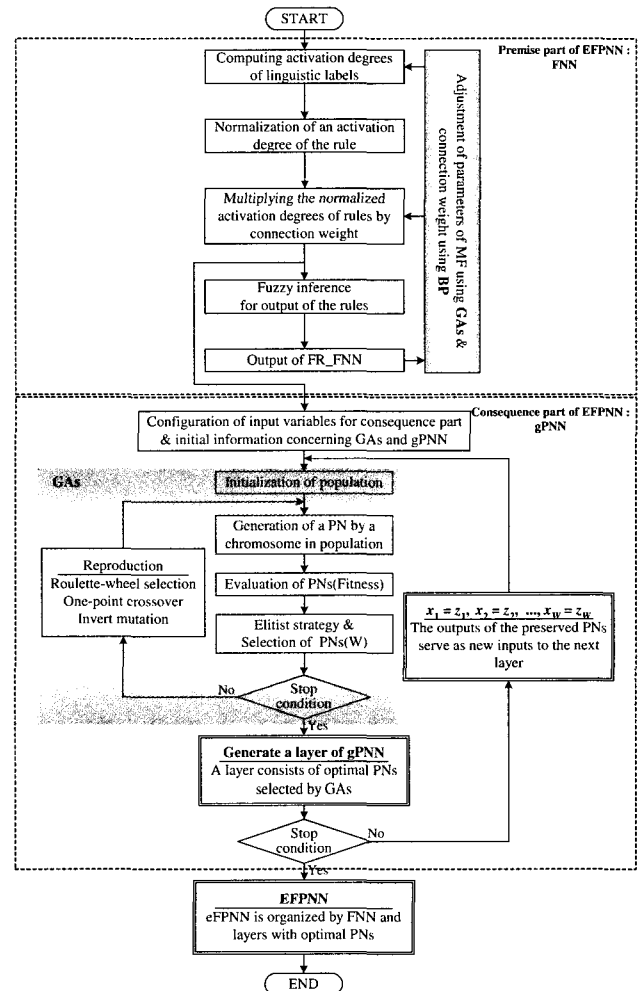 START
Premise part of EFPNN :
FNN
Computing activation degrees
of linguistic labels
Normalization of an activation
degree of the rule
Multiplying the normalized
activation degrees of rules by
connection weight
Fuzzy inference
for output of the rules
Output of FR_FNN
Adjustment of parameters of MF using GAs &
connection weight using BP
Consequence part of EFPNN :
gPNN
Configuration of input variables for consequence part
& initial information concerning GAs and gPNN
GAs
Initialization of population
Generation of a PN by a
chromosome in population
Evaluation of PNs(Fitness)
Elitist strategy &
Selection of PNs(W)
Reproduction
Roulette-wheel selection
One-point crossover
Invert mutation
No
Stop
condition
Yes
x₁ = z₁, x₂ = z₂, ..., x_W = z_W
The outputs of the preserved PNs
serve as new inputs to the next
layer
Generate a layer of gPNN
A layer consists of optimal PNs
selected by GAs
Stop
condition
No
Yes
EFPNN
eFPNN is organized by FNN and
layers with optimal PNs
END